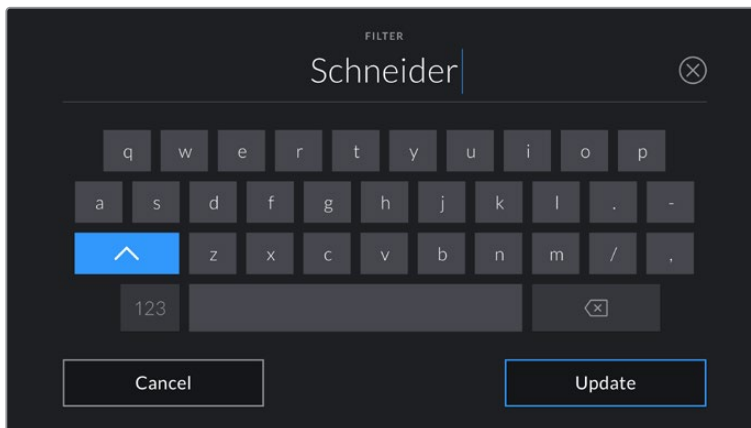 FILTER
Schneider
q w e r t y u i o p
a s d f g h j k l . -
z x c v b n m / ,
123
Cancel Update